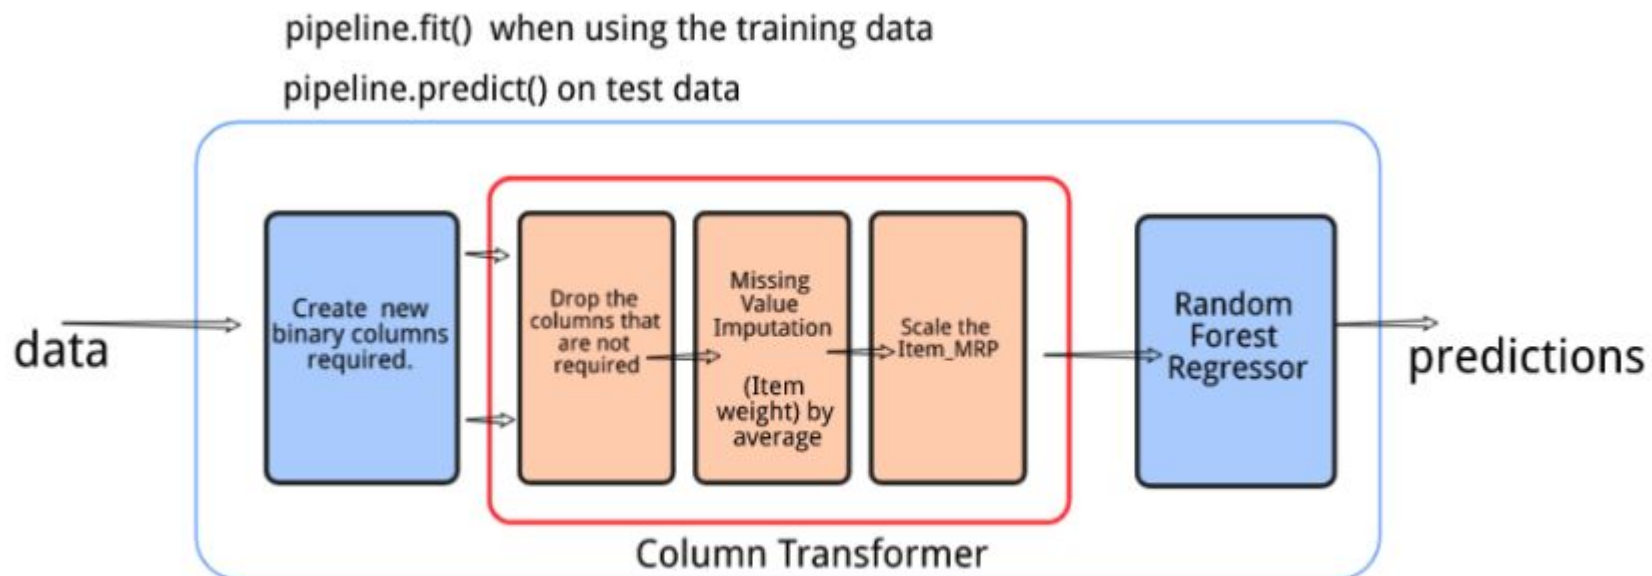 pipeline.fit() when using the training data
pipeline.predict() on test data
data
Create new
binary columns
required.
Drop the
columns that
are not
required
Missing
Value
Imputation
(Item
weight) by
average
Scale the
Item_MRP
Random
Forest
Regressor
predictions
Column Transformer